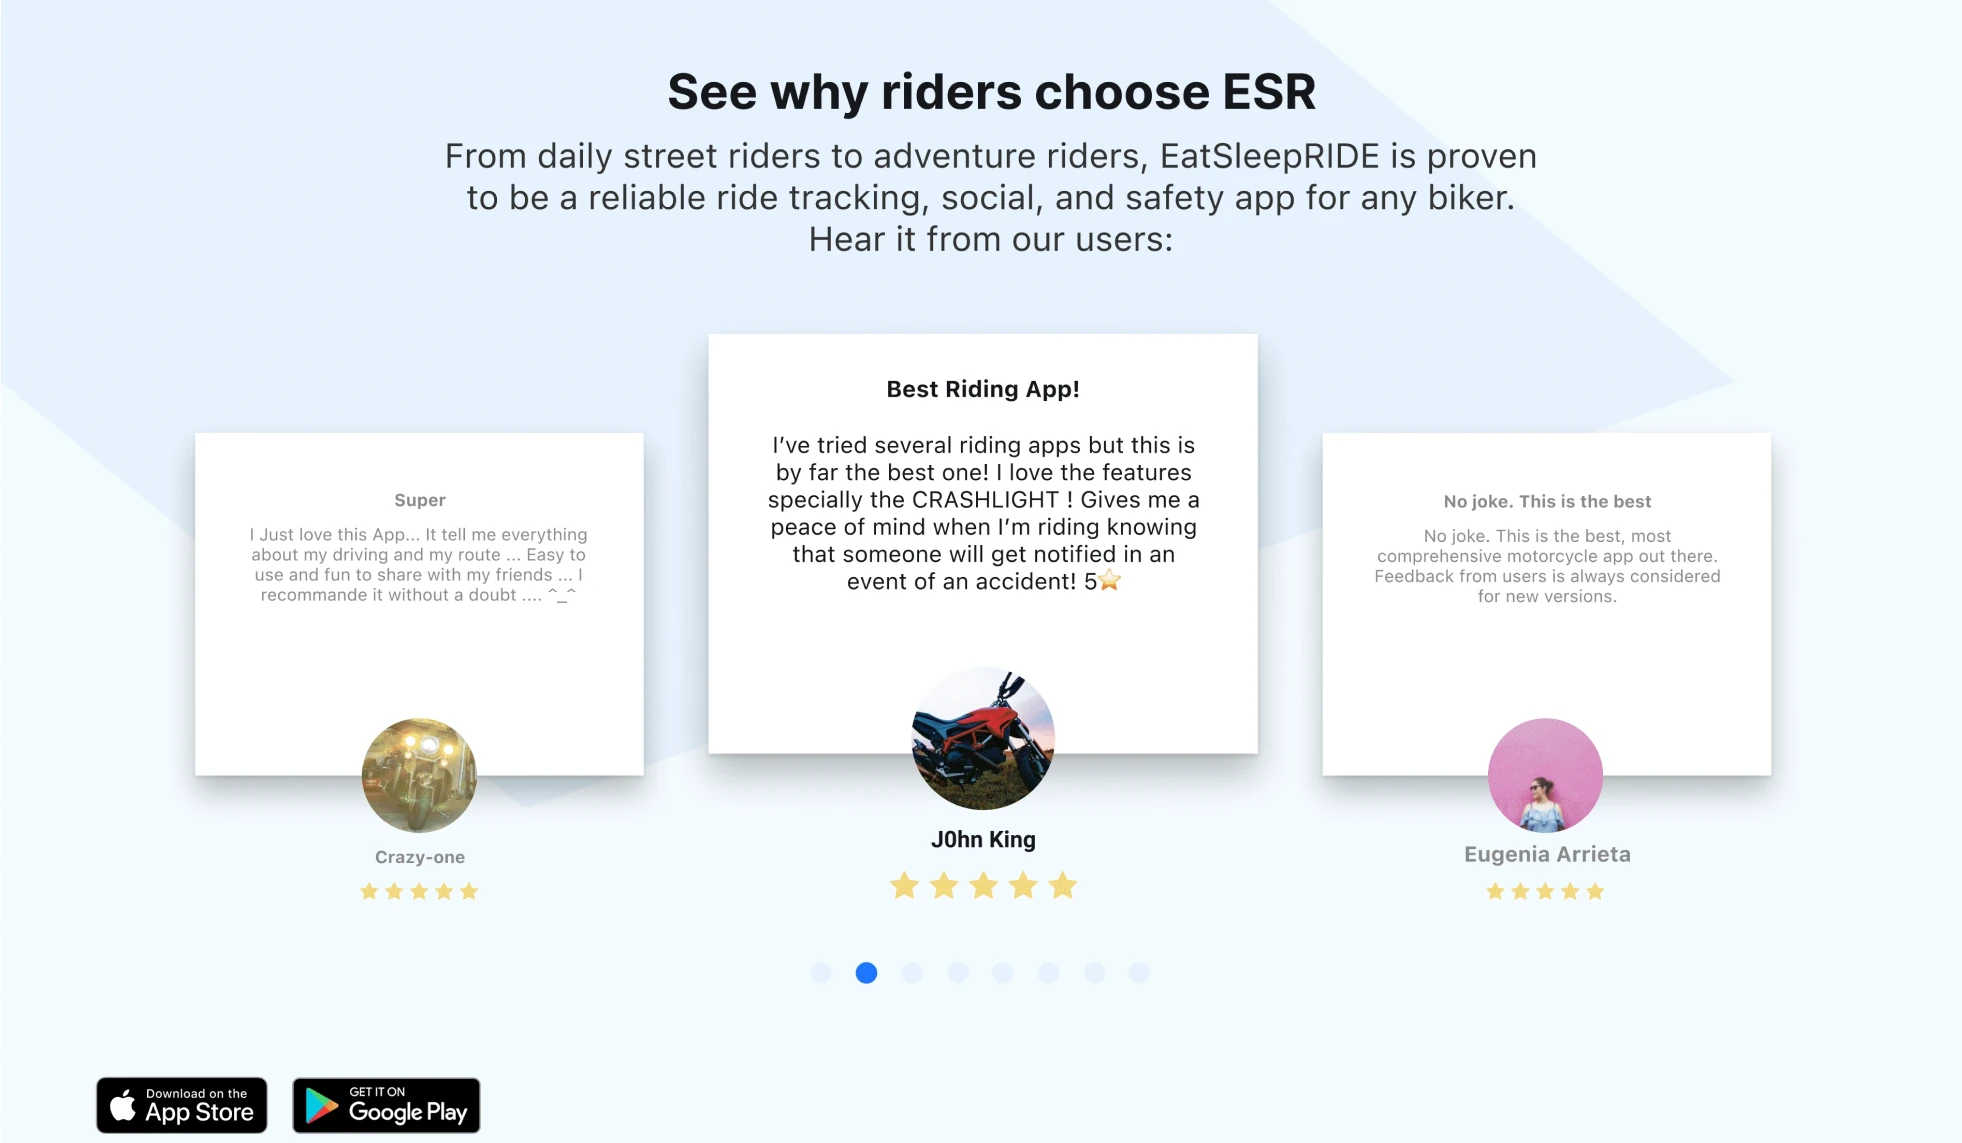 See why riders choose ESR
From daily street riders to adventure riders, EatSleepRIDE is proven
to be a reliable ride tracking, social, and safety app for any biker.
Hear it from our users:
Super
I Just love this App... It tell me everything
about my driving and my route ... Easy to
use and fun to share with my friends ... I
recommande it without a doubt .... ^_^
Crazy-one
Best Riding App!
I’ve tried several riding apps but this is
by far the best one! I love the features
specially the CRASHLIGHT ! Gives me a
peace of mind when I’m riding knowing
that someone will get notified in an
event of an accident! 5⭐
J0hn King
No joke. This is the best
No joke. This is the best, most
comprehensive motorcycle app out there.
Feedback from users is always considered
for new versions.
Eugenia Arrieta
Download on the
App Store
GET IT ON
Google Play